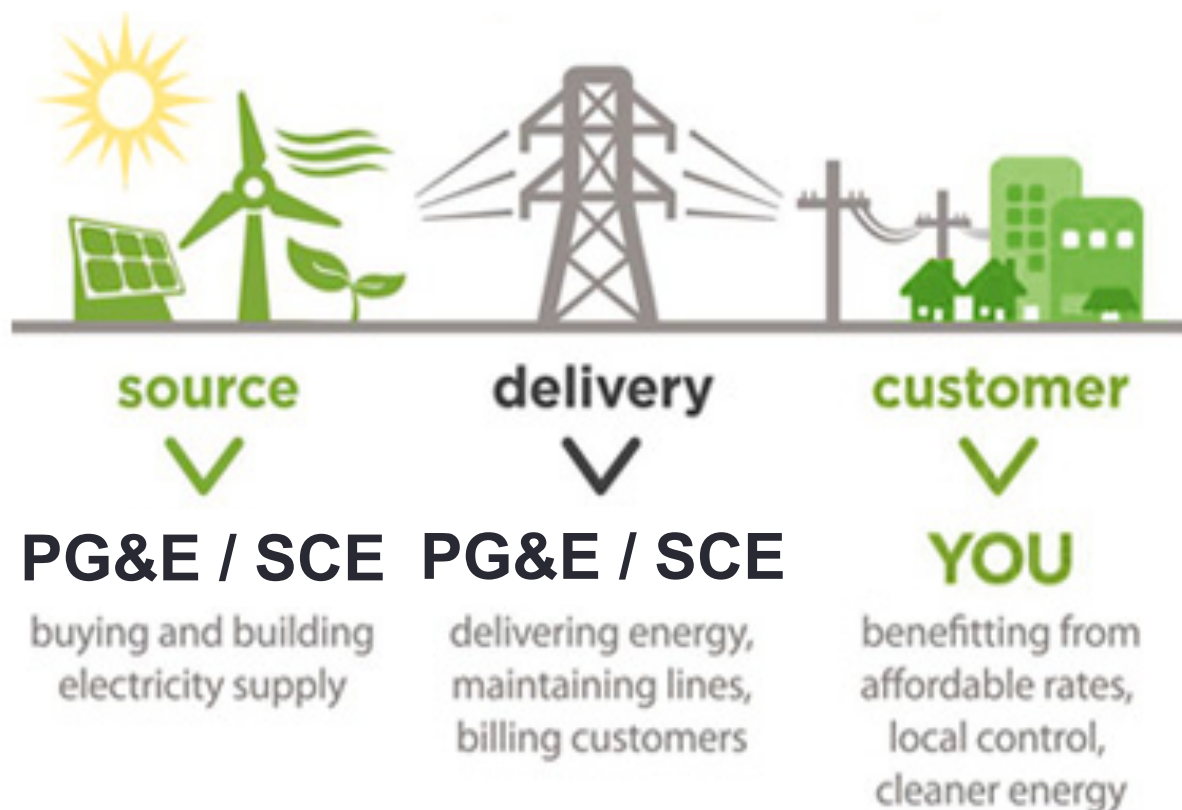 source
delivery
customer
PG&E / SCE
PG&E / SCE
YOU
buying and building
electricity supply
delivering energy,
maintaining lines,
billing customers
benefitting from
affordable rates,
local control,
cleaner energy